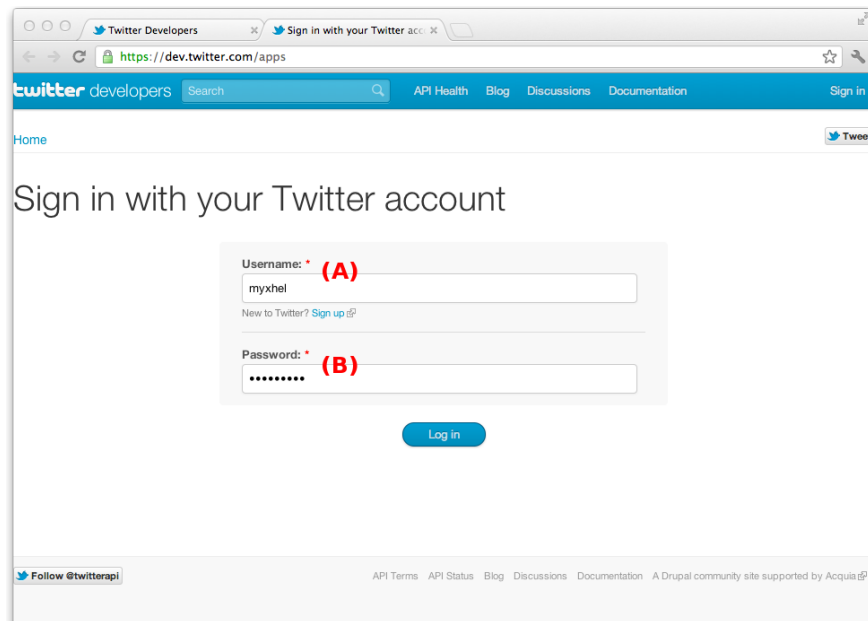 Twitter Developers
Sign in with your Twitter acc
https://dev.twitter.com/apps
twitter developers Search API Health Blog Discussions Documentation Sign in
Home
Twee
Sign in with your Twitter account
Username: * (A)
myxhel
New to Twitter? Sign up
Password: * (B)
•••••••••
Log in
Follow @twitterapi
API Terms API Status Blog Discussions Documentation A Drupal community site supported by Acquia